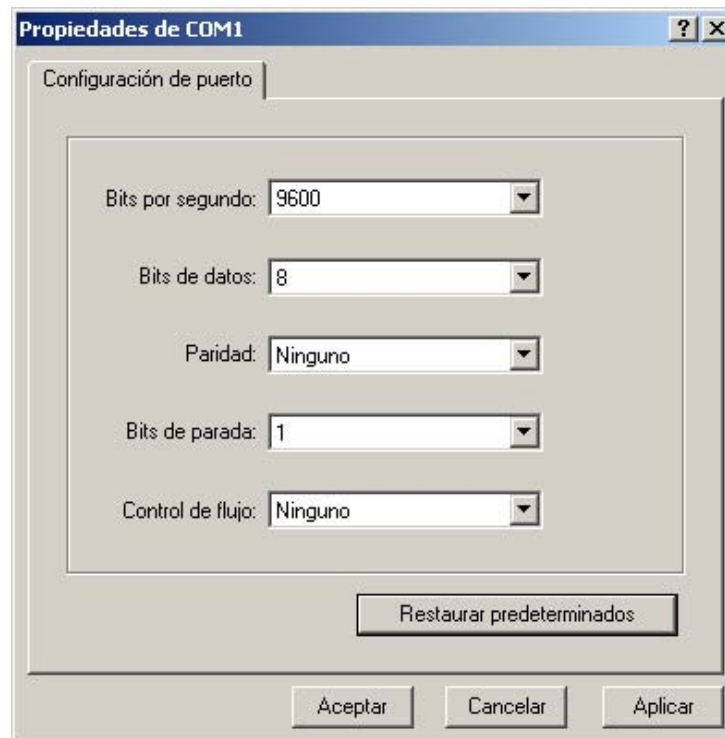 Propiedades de COM1
Configuración de puerto
Bits por segundo: 9600
Bits de datos: 8
Paridad: Ninguno
Bits de parada: 1
Control de flujo: Ninguno
Restaurar predeterminados
Aceptar Cancelar Aplicar